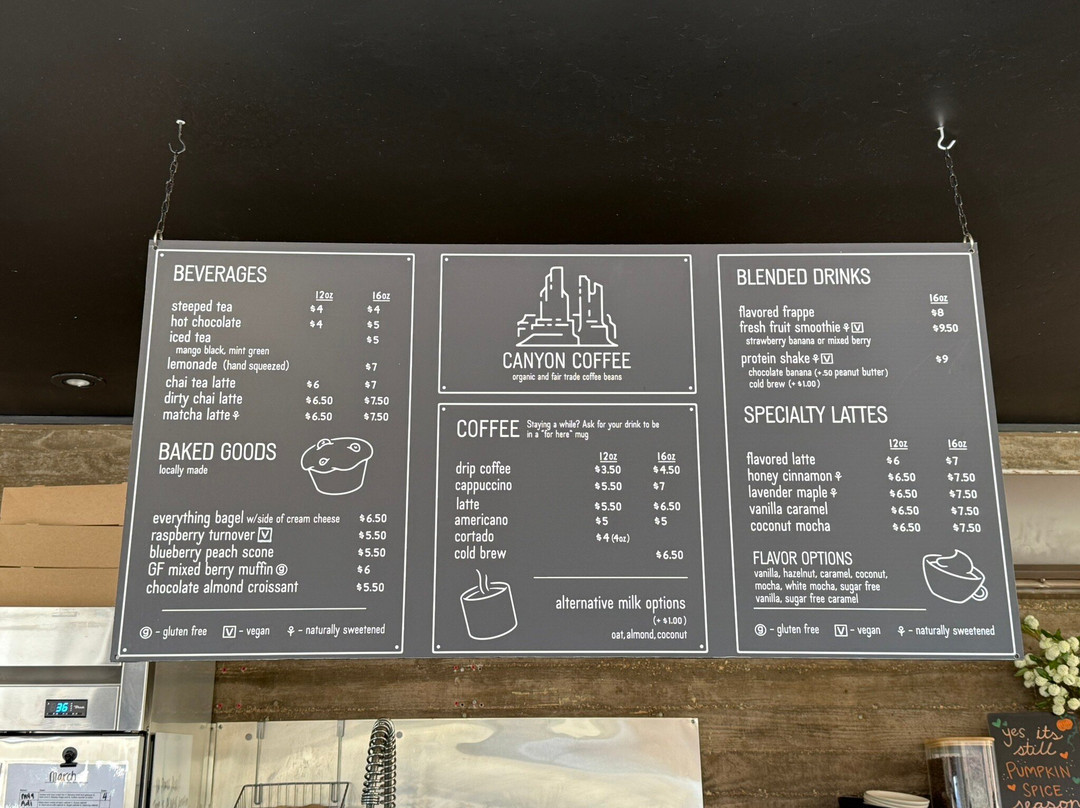 BEVERAGES
12oz 16oz
steeped tea $4 $4
hot chocolate $4 $5
iced tea $5
mango black, mint green
lemonade (hand squeezed) $7
chai tea latte $6 $7
dirty chai latte $6.50 $7.50
matcha latte $6.50 $7.50
BAKED GOODS
locally made
everything bagel w/side of cream cheese $6.50
raspberry turnover V $5.50
blueberry peach scone $5.50
GF mixed berry muffin g $6
chocolate almond croissant $5.50
g - gluten free V - vegan - naturally sweetened
CANYON COFFEE
organic and fair trade coffee beans
COFFEE
Staying a while? Ask for your drink to be
in a "for here" mug
12oz 16oz
drip coffee $3.50 $4.50
cappuccino $5.50 $7
latte $5.50 $6.50
americano $5 $5
cortado $4 (4oz)
cold brew $6.50
alternative milk options
(+ $1.00)
oat, almond, coconut
BLENDED DRINKS
16oz
flavored frappe $8
fresh fruit smoothie V $9.50
strawberry banana or mixed berry
protein shake V $9
chocolate banana (+.50 peanut butter)
cold brew (+ $1.00)
SPECIALTY LATTES
12oz 16oz
flavored latte $6 $7
honey cinnamon $6.50 $7.50
lavender maple $6.50 $7.50
vanilla caramel $6.50 $7.50
coconut mocha $6.50 $7.50
FLAVOR OPTIONS
vanilla, hazelnut, caramel, coconut,
mocha, white mocha, sugar free
vanilla, sugar free caramel
g - gluten free V - vegan - naturally sweetened
36
march
4
yes its
still
PUMPKIN
SPICE